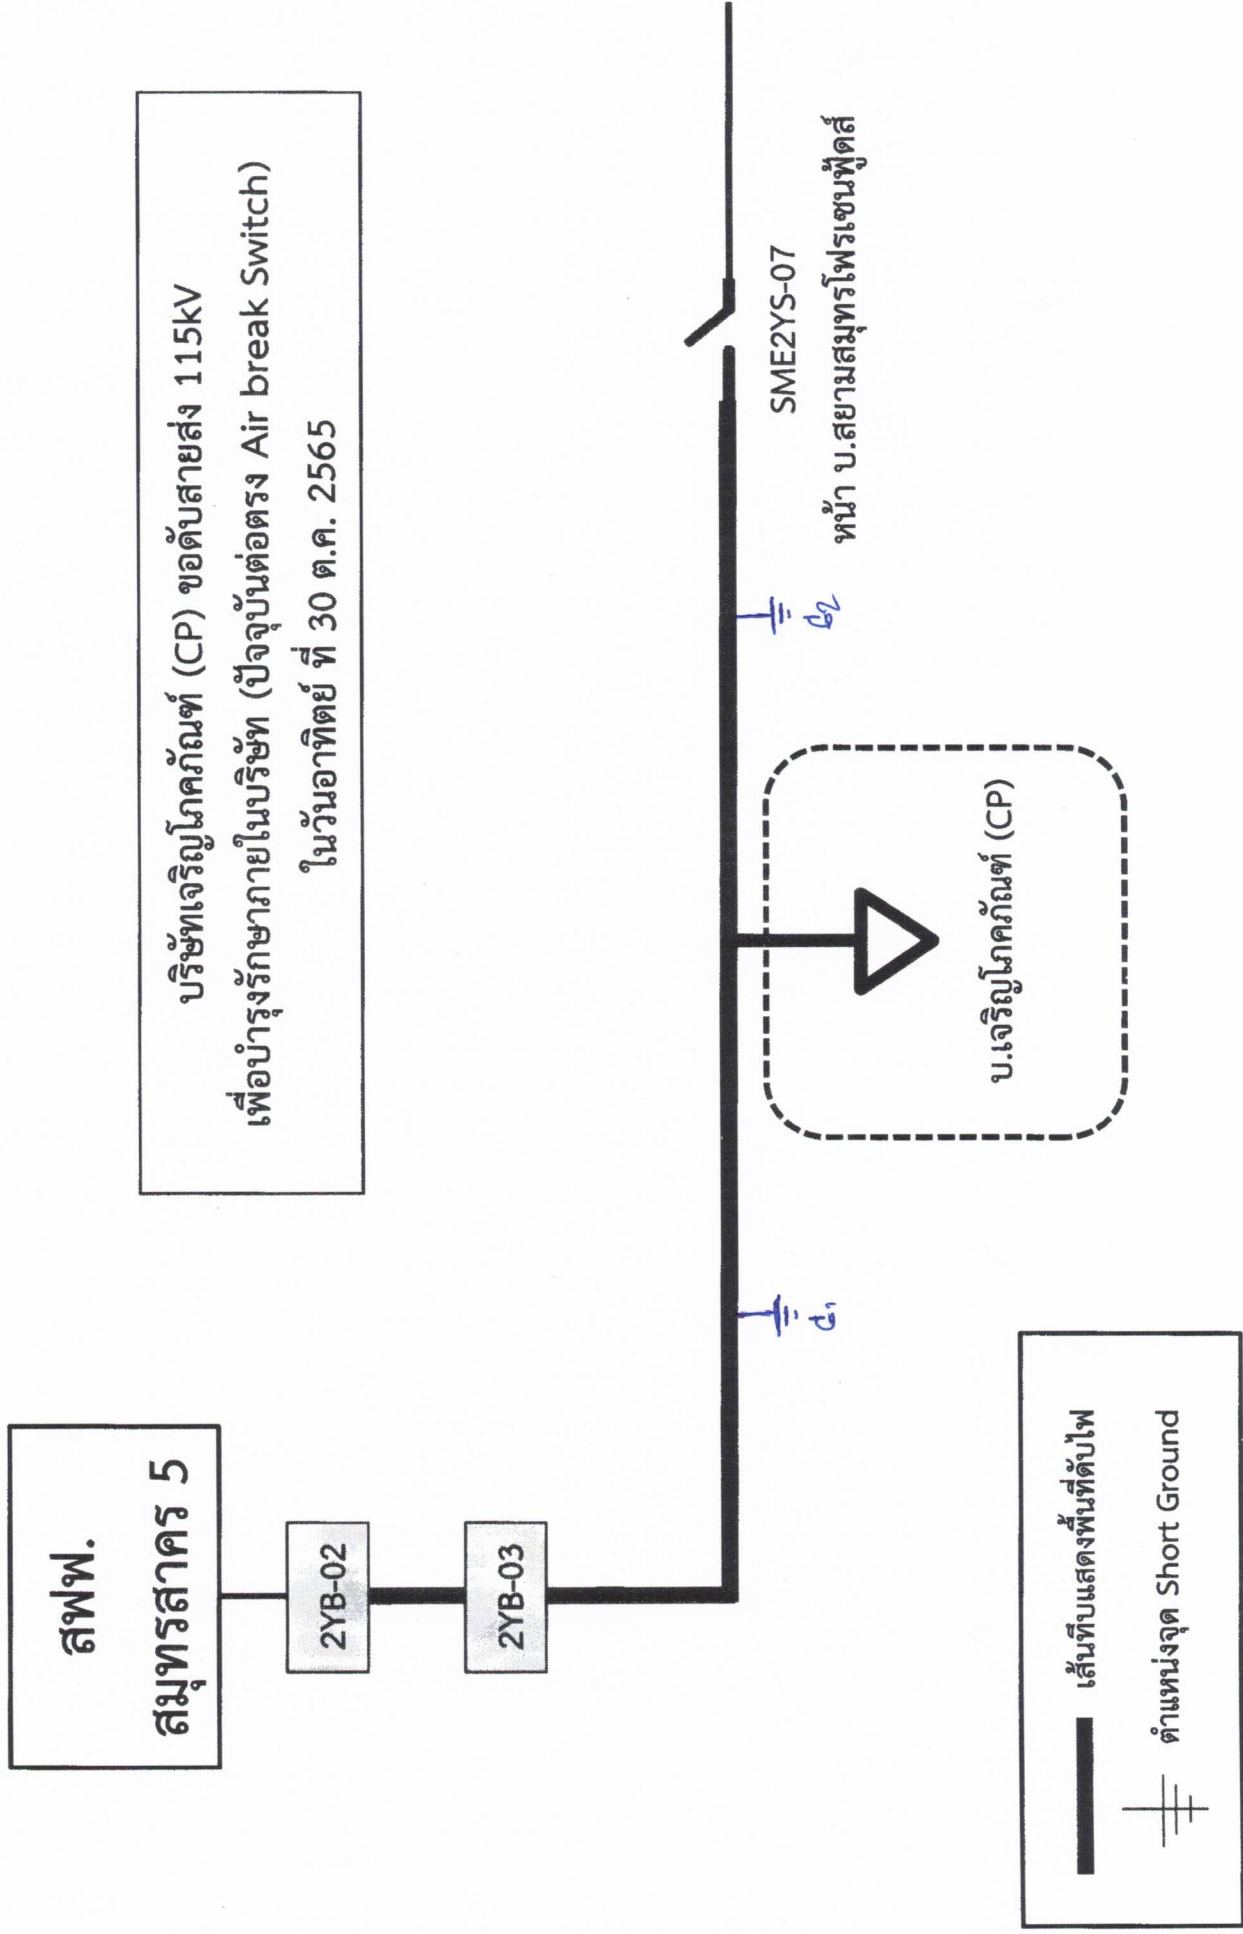 บริษัทเจริญโภคภัณฑ์ (CP) ขอดับสายส่ง 115kV
เพื่อบำรุงรักษาภายในบริษัท (ปัจจุบันต่อตรง Air break Switch)
ในวันอาทิตย์ ที่ 30 ต.ค. 2565
สฟฟ.
สมุทรสาคร 5
2YB-02
2YB-03
G1
G2
SME2YS-07
หน้า บ.สยามสมุทรโฟรเซนฟู้ดส์
บ.เจริญโภคภัณฑ์ (CP)
เส้นทึบแสดงพื้นที่ดับไฟ
ตำแหน่งจุด Short Ground